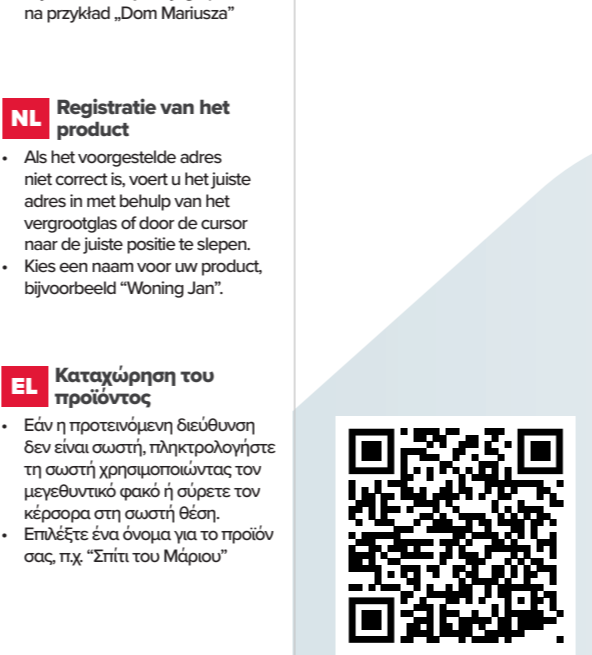 na przykład „Dom Mariusza”
NL
Registratie van het
product
• Als het voorgestelde adres
niet correct is, voert u het juiste
adres in met behulp van het
vergrootglas of door de cursor
naar de juiste positie te slepen.
• Kies een naam voor uw product,
bijvoorbeeld “Woning Jan”.
EL
Καταχώρηση του
προϊόντος
• Εάν η προτεινόμενη διεύθυνση
δεν είναι σωστή, πληκτρολογήστε
τη σωστή χρησιμοποιώντας τον
μεγεθυντικό φακό ή σύρετε τον
κέρσορα στη σωστή θέση.
• Επιλέξτε ένα όνομα για το προϊόν
σας, π.χ. “Σπίτι του Μάριου”